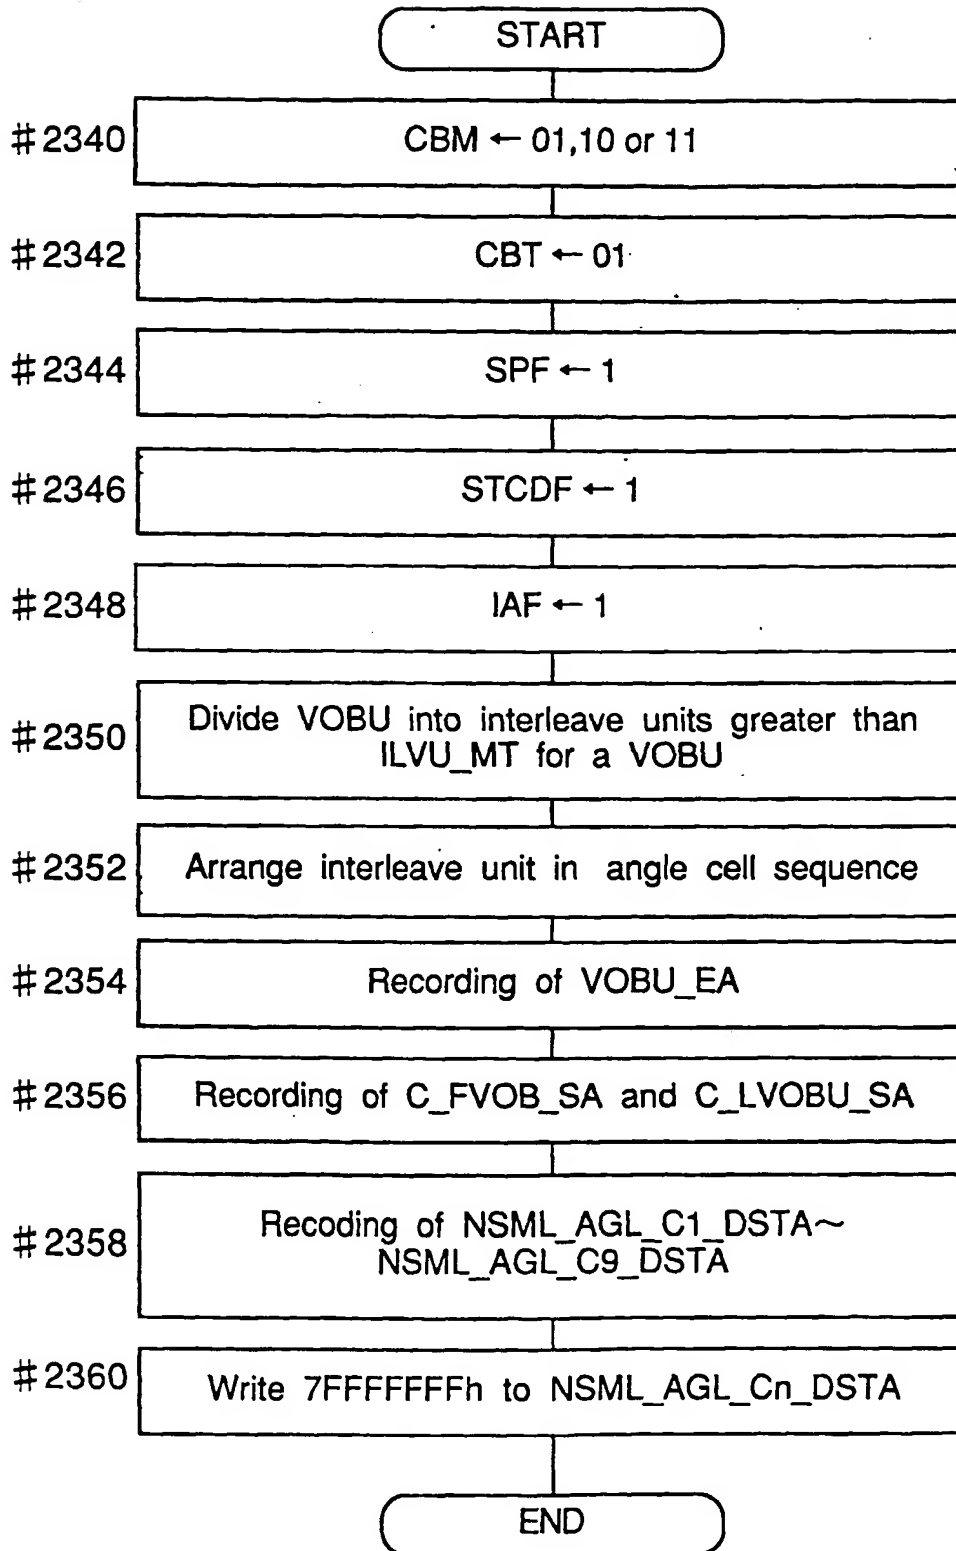 START
#2340
CBM ← 01,10 or 11
#2342
CBT ← 01
#2344
SPF ← 1
#2346
STCDF ← 1
#2348
IAF ← 1
#2350
Divide VOBU into interleave units greater than
ILVU_MT for a VOBU
#2352
Arrange interleave unit in angle cell sequence
#2354
Recording of VOBU_EA
#2356
Recording of C_FVOB_SA and C_LVOBU_SA
#2358
Recoding of NSML_AGL_C1_DSTA~
NSML_AGL_C9_DSTA
#2360
Write 7FFFFFFFh to NSML_AGL_Cn_DSTA
END